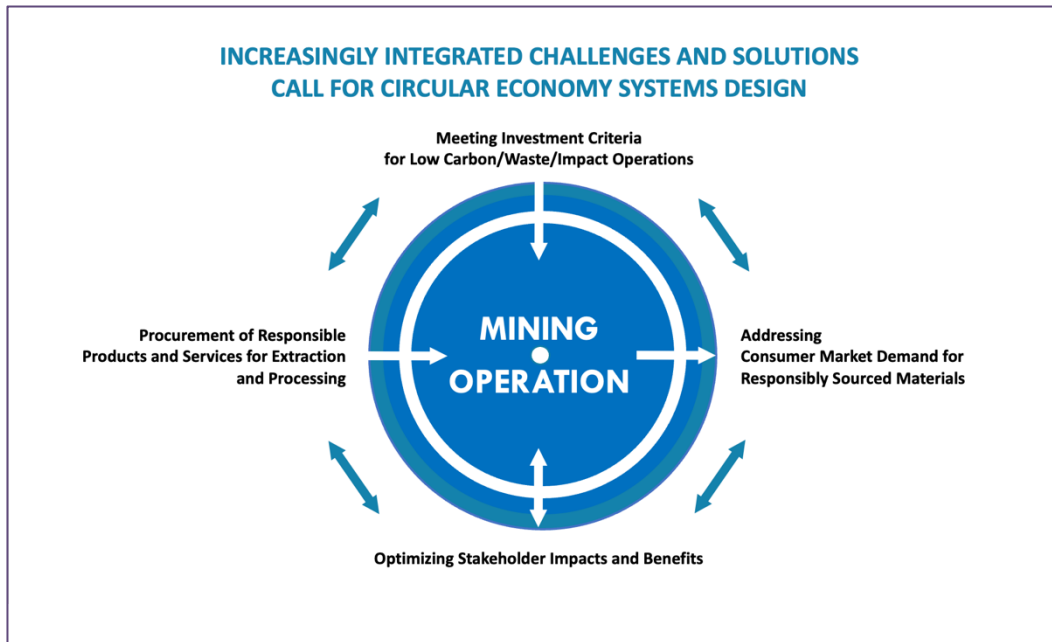 INCREASINGLY INTEGRATED CHALLENGES AND SOLUTIONS
CALL FOR CIRCULAR ECONOMY SYSTEMS DESIGN
Meeting Investment Criteria
for Low Carbon/Waste/Impact Operations
Procurement of Responsible
Products and Services for Extraction
and Processing
MINING
OPERATION
Addressing
Consumer Market Demand for
Responsibly Sourced Materials
Optimizing Stakeholder Impacts and Benefits